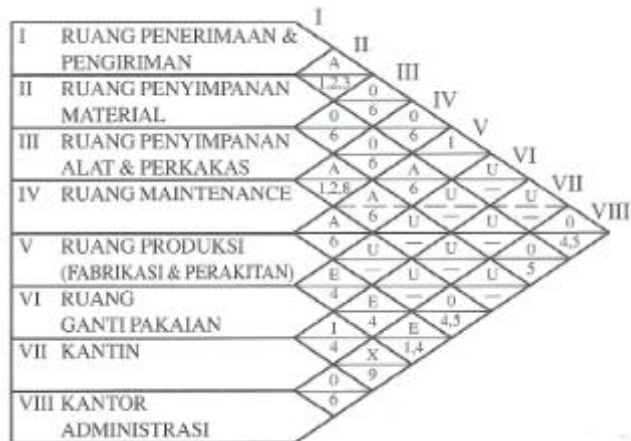 I
I RUANG PENERIMAAN & II
PENGIRIMAN A
1,2,3 III
II RUANG PENYIMPANAN 0 IV
MATERIAL 6
0 0 V
III RUANG PENYIMPANAN 6 0 6 I
ALAT & PERKAKAS 6 VI
A A U VII
IV RUANG MAINTENANCE 1,2,8 A 6 U — U VIII
6 — —
A U U 0
V RUANG PRODUKSI 6 U — U — 0 4,5
(FABRIKASI & PERAKITAN) — — 5
E U U
VI RUANG 4 E — 0 —
GANTI PAKAIAN 4 4,5
I E
VII KANTIN 4 X 1,4
9
0
VIII KANTOR 6
ADMINISTRASI